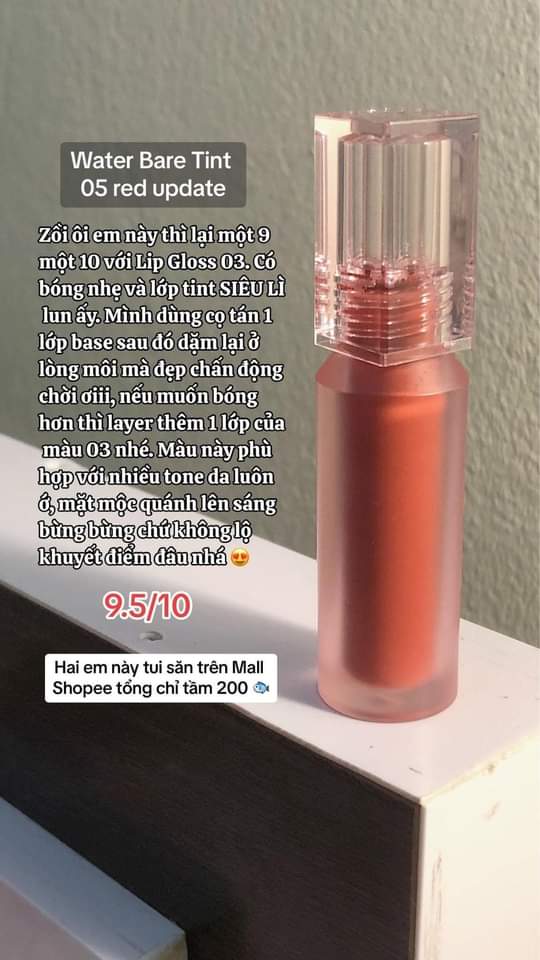 Water Bare Tint
05 red update
Zồi ôi em này thì lại một 9
một 10 với Lip Gloss 03. Có
bóng nhẹ và lớp tint SIÊU LÌ
lun ấy. Mình dùng cọ tán 1
lớp base sau đó dặm lại ở
lòng môi mà đẹp chấn động
chời ơiii, nếu muốn bóng
hơn thì layer thêm 1 lớp của
màu 03 nhé. Màu này phù
hợp với nhiều tone da luôn
ớ, mặt mộc quánh lên sáng
bừng bừng chứ không lộ
khuyết điểm đâu nhá 😍
9.5/10
Hai em này tui săn trên Mall
Shopee tổng chỉ tầm 200 🐟